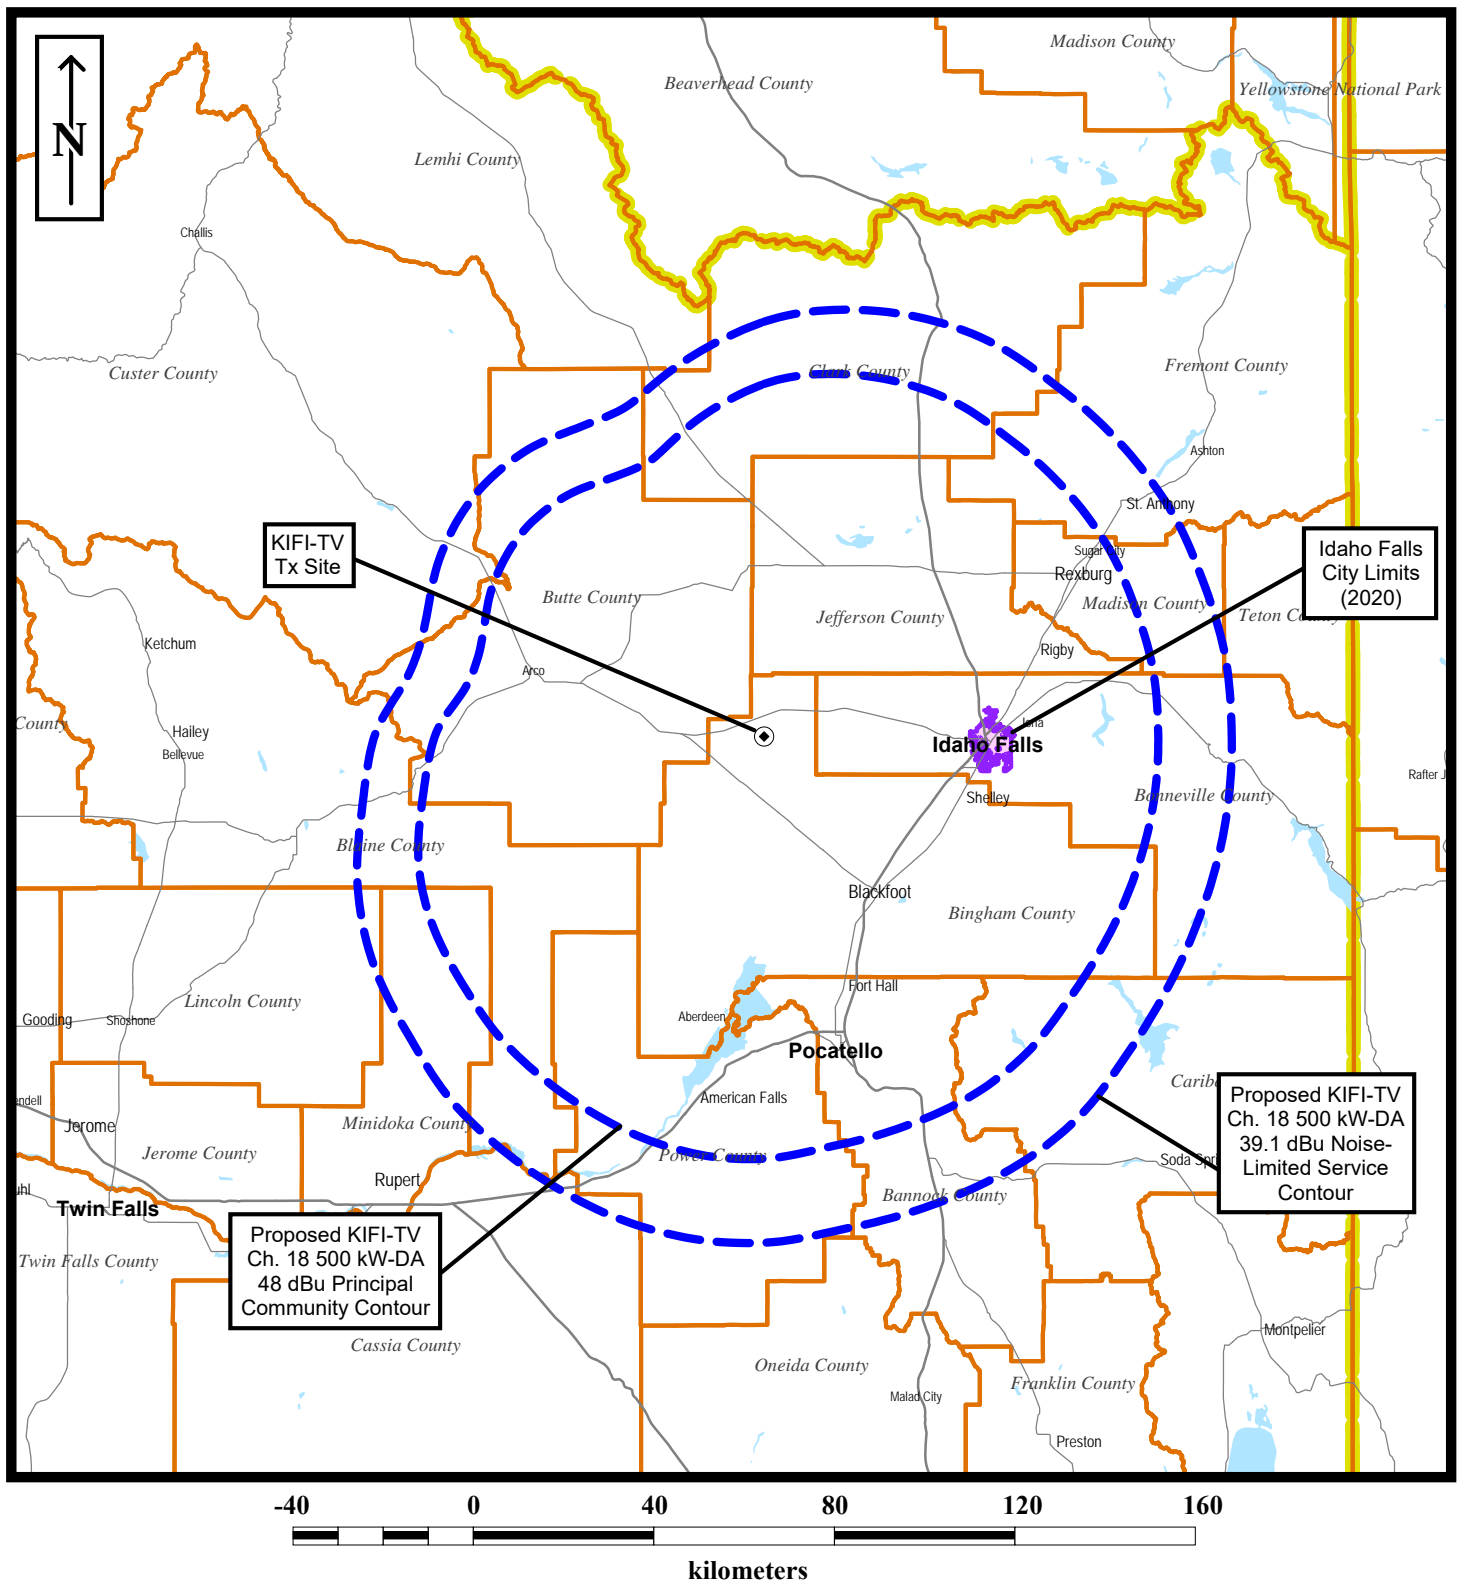 Madison County
Beaverhead County
Yellowstone National Park
N
Lemhi County
Challis
Custer County
Clark County
Fremont County
Ashton
St. Anthony
KIFI-TV
Tx Site
Idaho Falls
City Limits
(2020)
Sugar City
Rexburg
Butte County
Jefferson County
Madison County
Teton County
Ketchum
Rigby
Arco
County
Hailey
Bellevue
Iona
Idaho Falls
Rafter J
Shelley
Bonneville County
Blaine County
Blackfoot
Bingham County
Fort Hall
Lincoln County
Gooding
Shoshone
Aberdeen
Pocatello
Caribo
American Falls
endell
Jerome
Minidoka County
Jerome County
Power County
Proposed KIFI-TV
Ch. 18 500 kW-DA
39.1 dBu Noise-
Limited Service
Contour
Soda Spri
Rupert
uhl
Twin Falls
Bannock County
Proposed KIFI-TV
Ch. 18 500 kW-DA
48 dBu Principal
Community Contour
Twin Falls County
Montpelier
Cassia County
Oneida County
Franklin County
Malad City
Preston
-40 0 40 80 120 160
kilometers